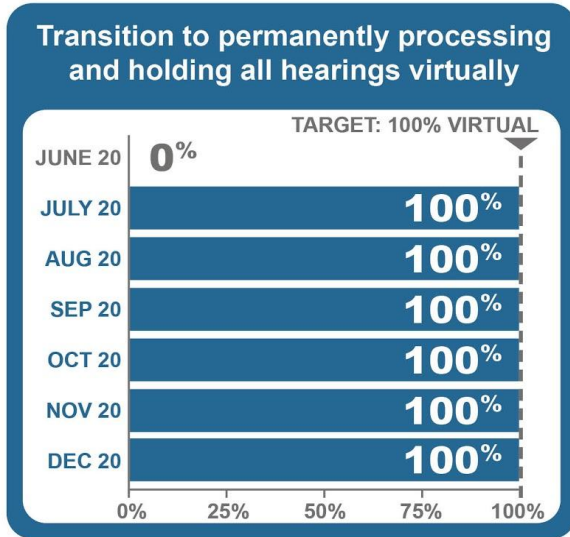 Transition to permanently processing
and holding all hearings virtually
TARGET: 100% VIRTUAL
JUNE 20 0%
JULY 20 100%
AUG 20 100%
SEP 20 100%
OCT 20 100%
NOV 20 100%
DEC 20 100%
0% 25% 50% 75% 100%